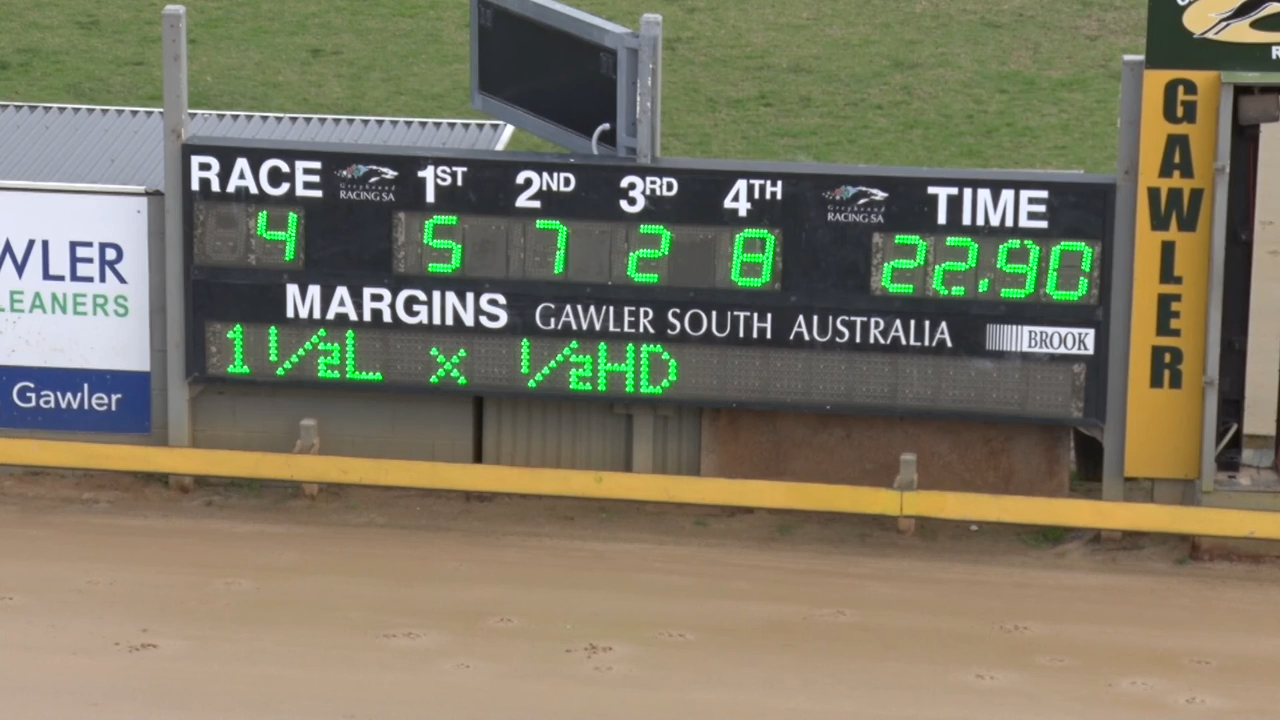 RACE Greyhound RACING SA 1ST 2ND 3RD 4TH Greyhound RACING SA TIME
4 5 7 2 8 22.90
MARGINS GAWLER SOUTH AUSTRALIA BROOK
1 1/2L x 1/2HD
WLER
LEANERS
Gawler
GAWLER